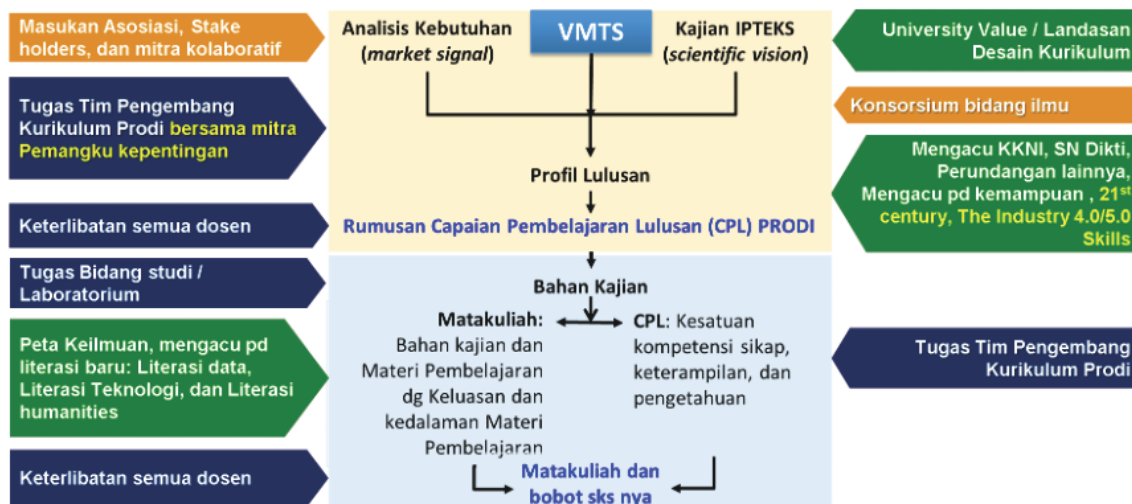 Masukan Asosiasi, Stake
holders, dan mitra kolaboratif
Tugas Tim Pengembang
Kurikulum Prodi bersama mitra
Pemangku kepentingan
Keterlibatan semua dosen
Tugas Bidang studi /
Laboratorium
Peta Keilmuan, mengacu pd
literasi baru: Literasi data,
Literasi Teknologi, dan Literasi
humanities
Keterlibatan semua dosen
Analisis Kebutuhan
(market signal)
VMTS
Kajian IPTEKS
(scientific vision)
Profil Lulusan
Rumusan Capaian Pembelajaran Lulusan (CPL) PRODI
Bahan Kajian
Matakuliah:
Bahan kajian dan
Materi Pembelajaran
dg Keluasan dan
kedalaman Materi
Pembelajaran
CPL: Kesatuan
kompetensi sikap,
keterampilan, dan
pengetahuan
Matakuliah dan
bobot sks nya
University Value / Landasan
Desain Kurikulum
Konsorsium bidang ilmu
Mengacu KKNI, SN Dikti,
Perundangan lainnya,
Mengacu pd kemampuan , 21st
century, The Industry 4.0/5.0
Skills
Tugas Tim Pengembang
Kurikulum Prodi